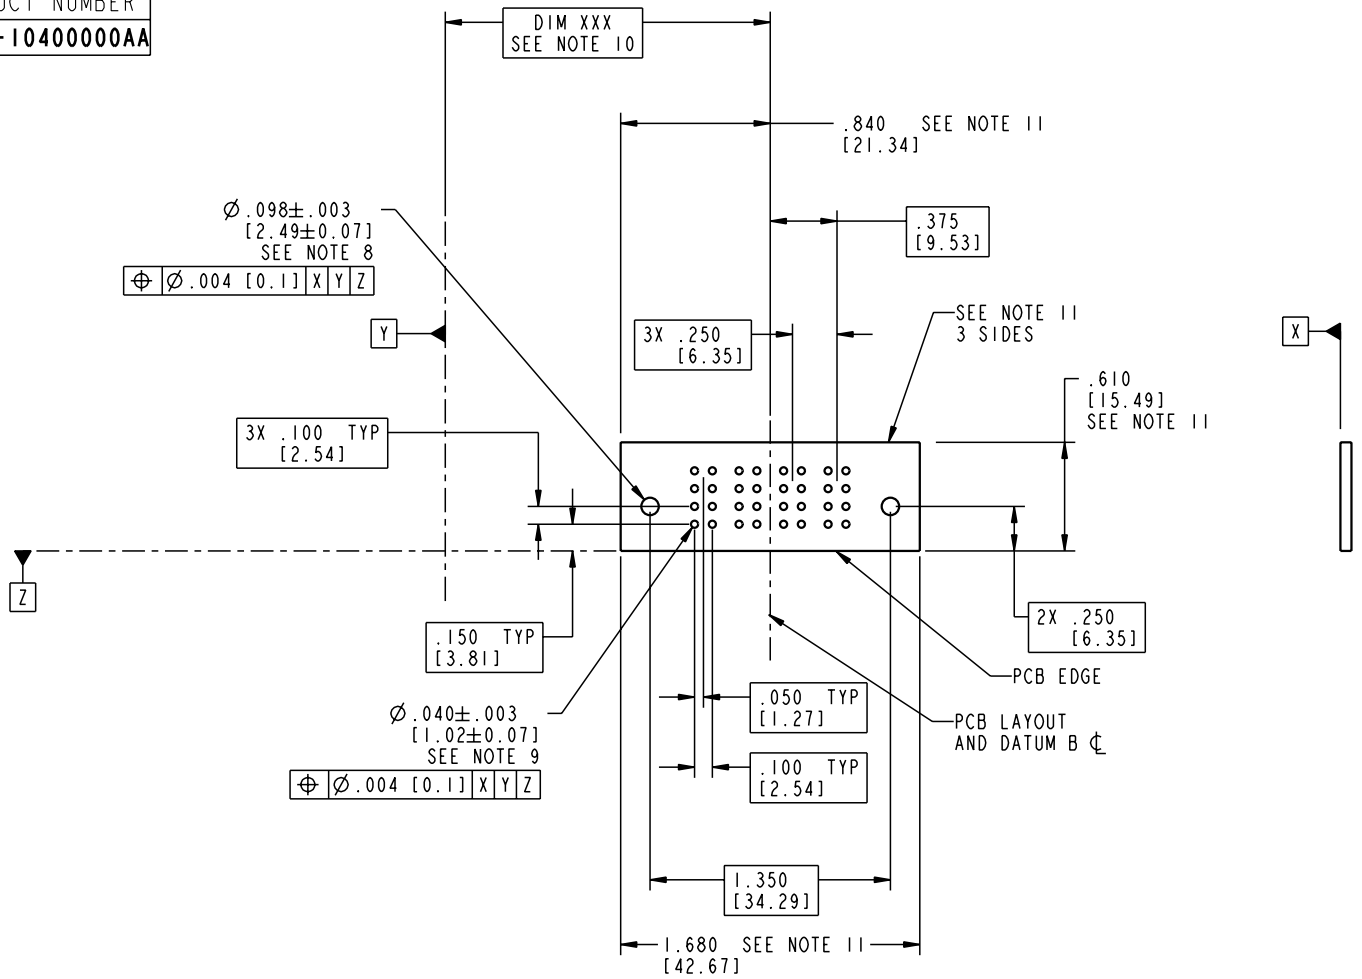 UCT NUMBER
-10400000AA
DIM XXX
SEE NOTE 10
.840 SEE NOTE 11
[21.34]
Ø.098±.003
[2.49±0.07]
SEE NOTE 8
⌖ Ø.004 [0.1] X Y Z
.375
[9.53]
Y
3X .250
[6.35]
SEE NOTE 11
3 SIDES
X
.610
[15.49]
SEE NOTE 11
3X .100 TYP
[2.54]
Z
.150 TYP
[3.81]
2X .250
[6.35]
PCB EDGE
.050 TYP
[1.27]
Ø.040±.003
[1.02±0.07]
SEE NOTE 9
⌖ Ø.004 [0.1] X Y Z
PCB LAYOUT
AND DATUM B ℄
.100 TYP
[2.54]
1.350
[34.29]
1.680 SEE NOTE 11
[42.67]